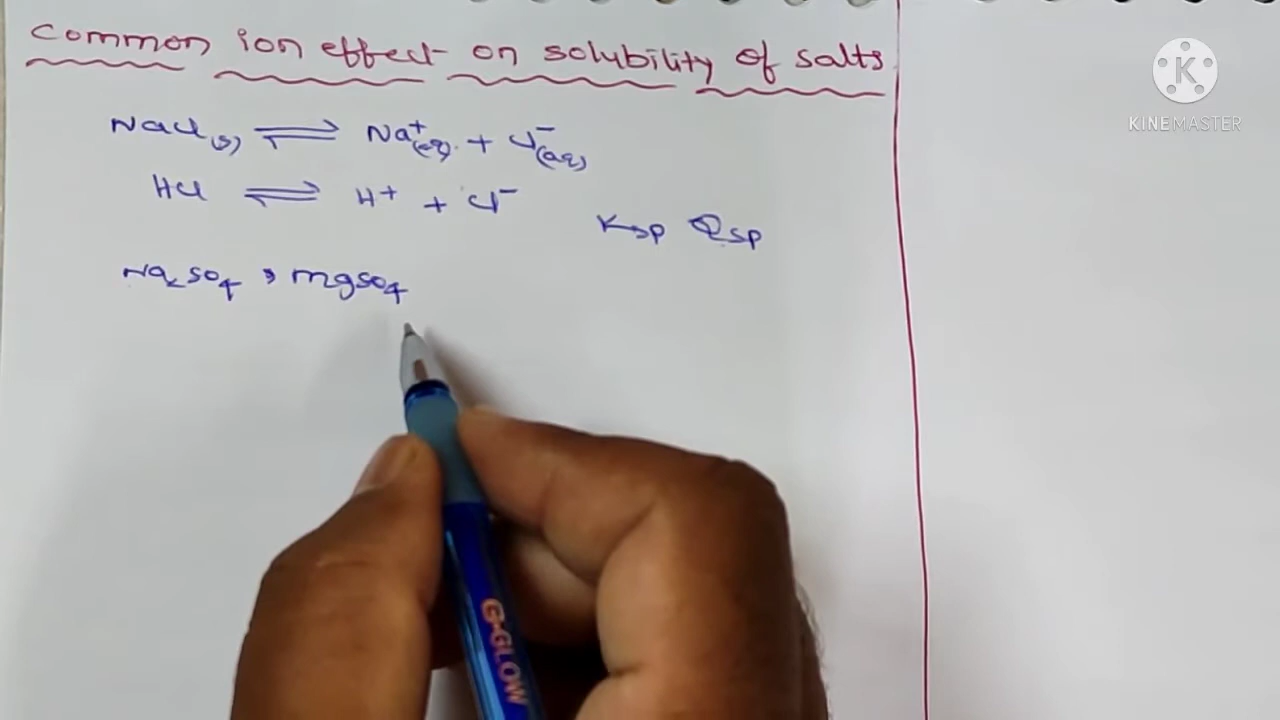 Common ion effect on solubility of salts
NaCl(s) ⇌ Na⁺(aq) + Cl⁻(aq)
HCl ⇌ H⁺ + Cl⁻
Ksp Qsp
Na₂SO₄, MgSO₄
K
KINEMASTER
G-GLOW